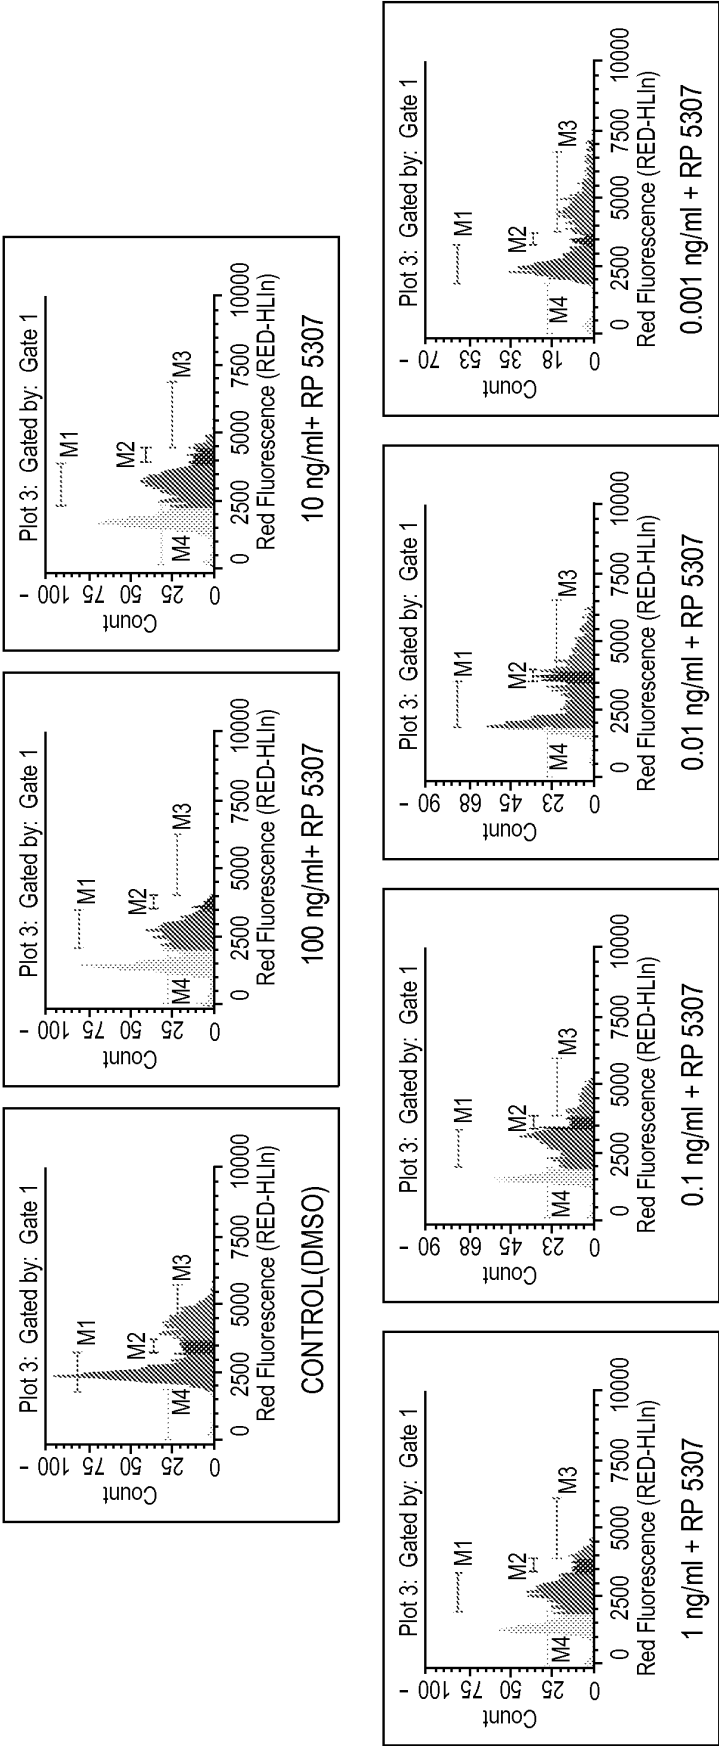 Plot 3: Gated by: Gate 1
100
75
50
25
0
Count
M1
M2
M3
M4
0
2500
5000
7500
10000
Red Fluorescence (RED-HLln)
CONTROL(DMSO)
Plot 3: Gated by: Gate 1
100
75
50
25
0
Count
M1
M2
M3
M4
0
2500
5000
7500
10000
Red Fluorescence (RED-HLln)
100 ng/ml+ RP 5307
Plot 3: Gated by: Gate 1
100
75
50
25
0
Count
M1
M2
M3
M4
0
2500
5000
7500
10000
Red Fluorescence (RED-HLln)
10 ng/ml+ RP 5307
Plot 3: Gated by: Gate 1
100
75
50
25
0
Count
M1
M2
M3
M4
0
2500
5000
7500
10000
Red Fluorescence (RED-HLln)
1 ng/ml + RP 5307
Plot 3: Gated by: Gate 1
90
68
45
23
0
Count
M1
M2
M3
M4
0
2500
5000
7500
10000
Red Fluorescence (RED-HLln)
0.1 ng/ml + RP 5307
Plot 3: Gated by: Gate 1
90
68
45
23
0
Count
M1
M2
M3
M4
0
2500
5000
7500
10000
Red Fluorescence (RED-HLln)
0.01 ng/ml + RP 5307
Plot 3: Gated by: Gate 1
70
53
35
18
0
Count
M1
M2
M3
M4
0
2500
5000
7500
10000
Red Fluorescence (RED-HLln)
0.001 ng/ml + RP 5307